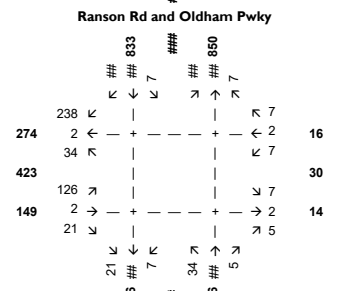 Ranson Rd and Oldham Pwky
833 ### 850
## ## 7 ## ## 7
↙ ↓ ↘ ↗ ↑ ↖
238 ↙ | | ↖ 7
274 2 ← — + — — — + — ← 2 16
34 ↖ | | ↙ 7
423 30
126 ↗ | | ↘ 7
149 2 → — + — — — + — → 2 14
21 ↘ | | ↗ 5
↘ ↓ ↙ ↖ ↑ ↗
21 ## 7 34 ## 5